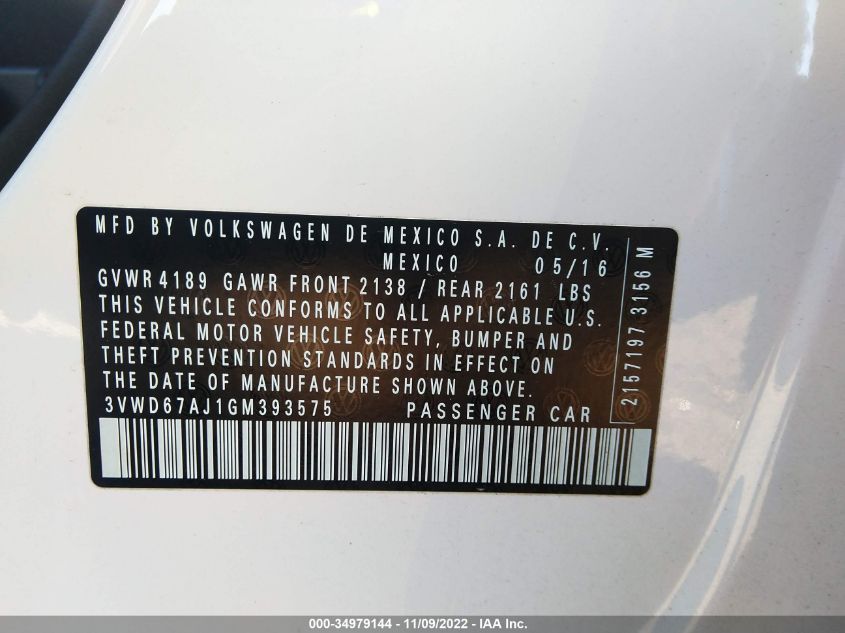 MFD BY VOLKSWAGEN DE MEXICO S.A. DE C.V.
MEXICO 05/16
GVWR 4189 GAWR FRONT 2138 / REAR 2161 LBS
THIS VEHICLE CONFORMS TO ALL APPLICABLE U.S.
FEDERAL MOTOR VEHICLE SAFETY, BUMPER AND
THEFT PREVENTION STANDARDS IN EFFECT ON
THE DATE OF MANUFACTURE SHOWN ABOVE.
3VWD67AJ1GM393575 PASSENGER CAR
2157197 3156 M
000-34979144 - 11/09/2022 - IAA Inc.